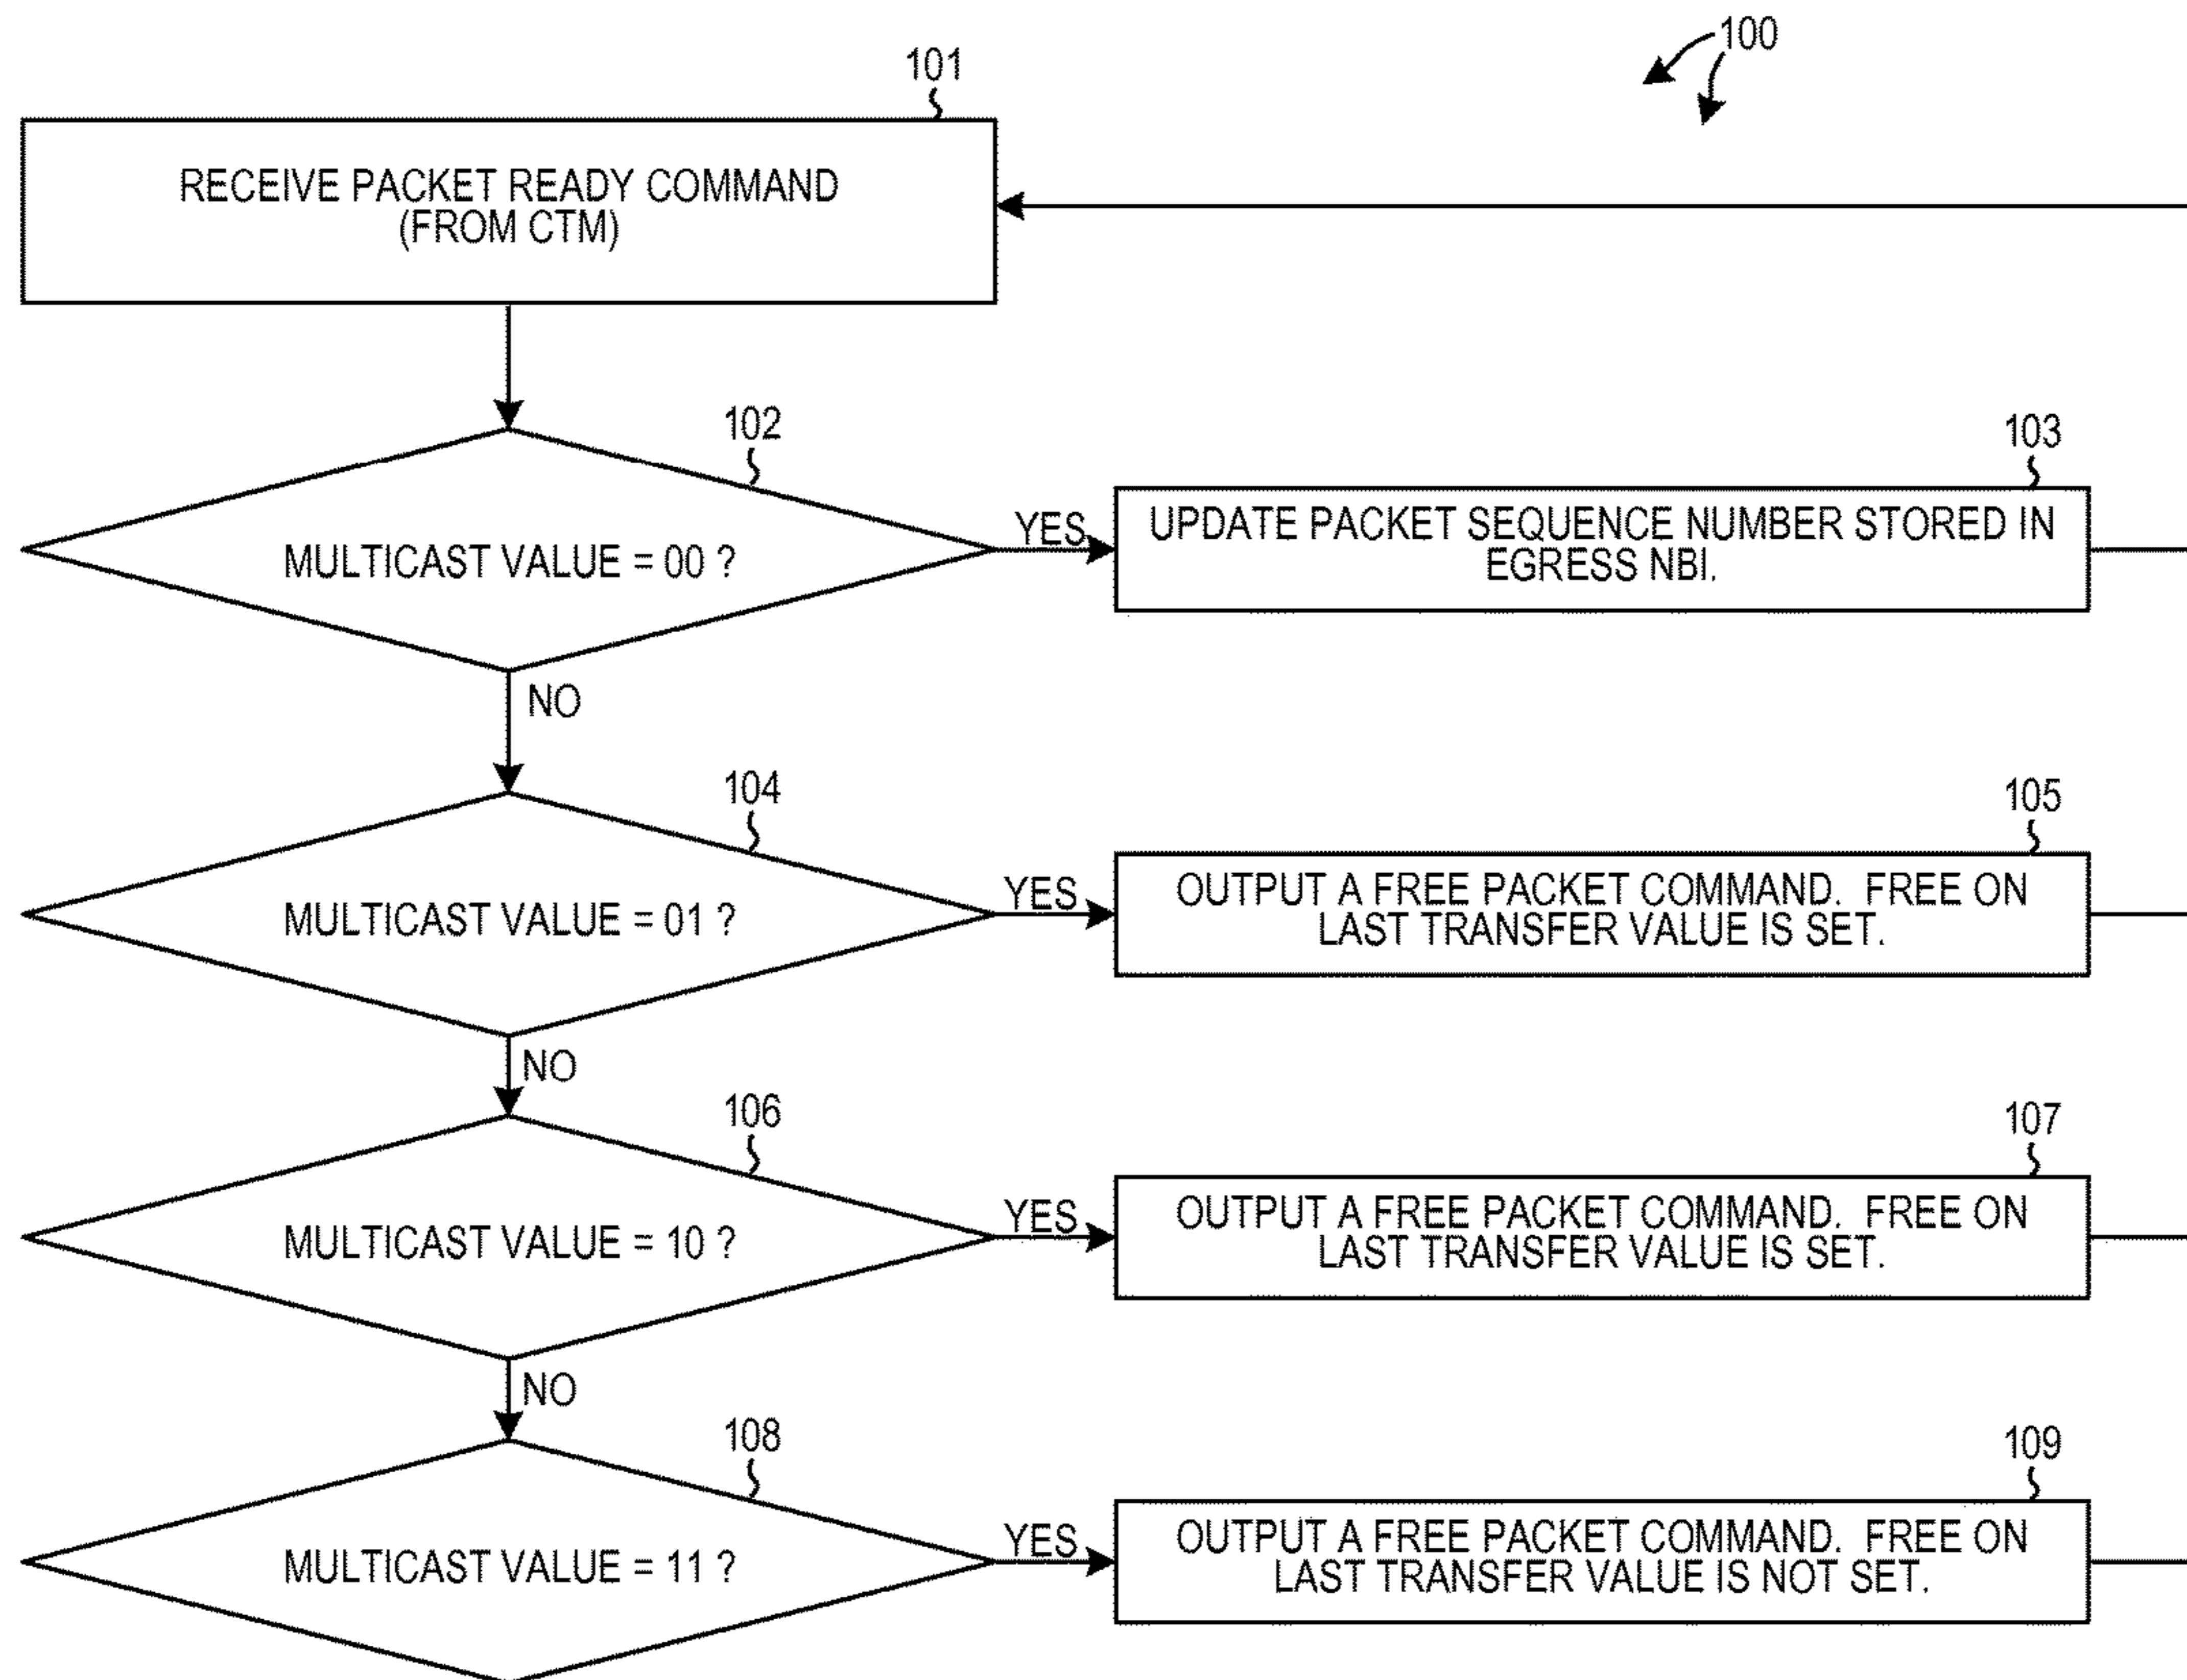 100
101
RECEIVE PACKET READY COMMAND
(FROM CTM)
102
MULTICAST VALUE = 00 ?
YES
103
UPDATE PACKET SEQUENCE NUMBER STORED IN
EGRESS NBI.
NO
104
MULTICAST VALUE = 01 ?
YES
105
OUTPUT A FREE PACKET COMMAND. FREE ON
LAST TRANSFER VALUE IS SET.
NO
106
MULTICAST VALUE = 10 ?
YES
107
OUTPUT A FREE PACKET COMMAND. FREE ON
LAST TRANSFER VALUE IS SET.
NO
108
MULTICAST VALUE = 11 ?
YES
109
OUTPUT A FREE PACKET COMMAND. FREE ON
LAST TRANSFER VALUE IS NOT SET.